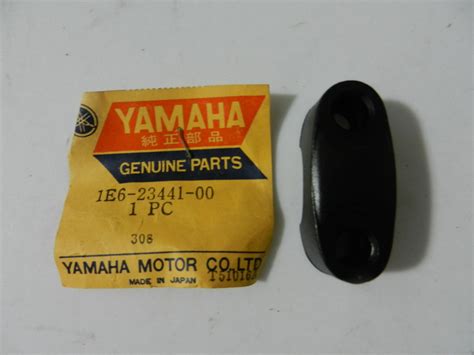 YAMAHA
純正部品
GENUINE PARTS
1E6-23441-00
1 PC
308
YAMAHA MOTOR CO.,LTD.
MADE IN JAPAN